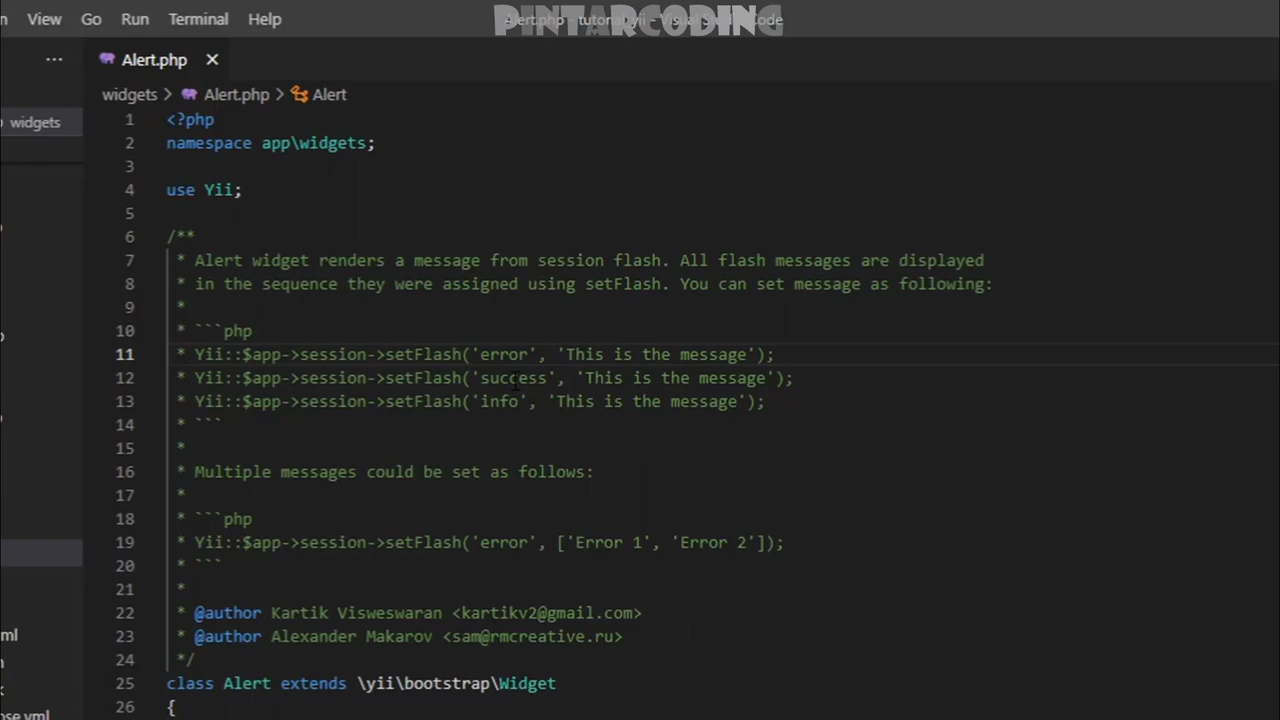 View Go Run Terminal Help
PINTARCODING
Alert.php - tutorial yii - Visual Studio Code
··· Alert.php ×
widgets > Alert.php > Alert
widgets
1 <?php
2 namespace app\widgets;
3
4 use Yii;
5
6 /**
7 * Alert widget renders a message from session flash. All flash messages are displayed
8 * in the sequence they were assigned using setFlash. You can set message as following:
9 *
10 * ```php
11 * Yii::$app->session->setFlash('error', 'This is the message');
12 * Yii::$app->session->setFlash('success', 'This is the message');
13 * Yii::$app->session->setFlash('info', 'This is the message');
14 * ```
15 *
16 * Multiple messages could be set as follows:
17 *
18 * ```php
19 * Yii::$app->session->setFlash('error', ['Error 1', 'Error 2']);
20 * ```
21 *
22 * @author Kartik Visweswaran <kartikv2@gmail.com>
23 * @author Alexander Makarov <sam@rmcreative.ru>
24 */
25 class Alert extends \yii\bootstrap\Widget
26 {